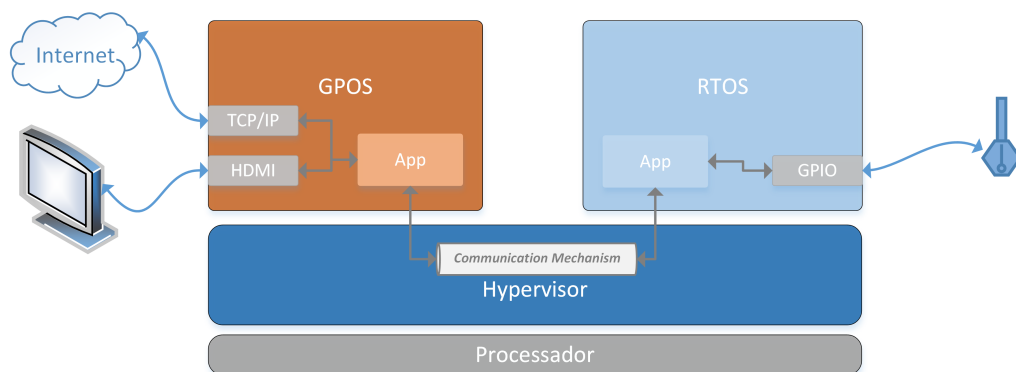 Internet
GPOS
RTOS
TCP/IP
HDMI
App
App
GPIO
Communication Mechanism
Hypervisor
Processador